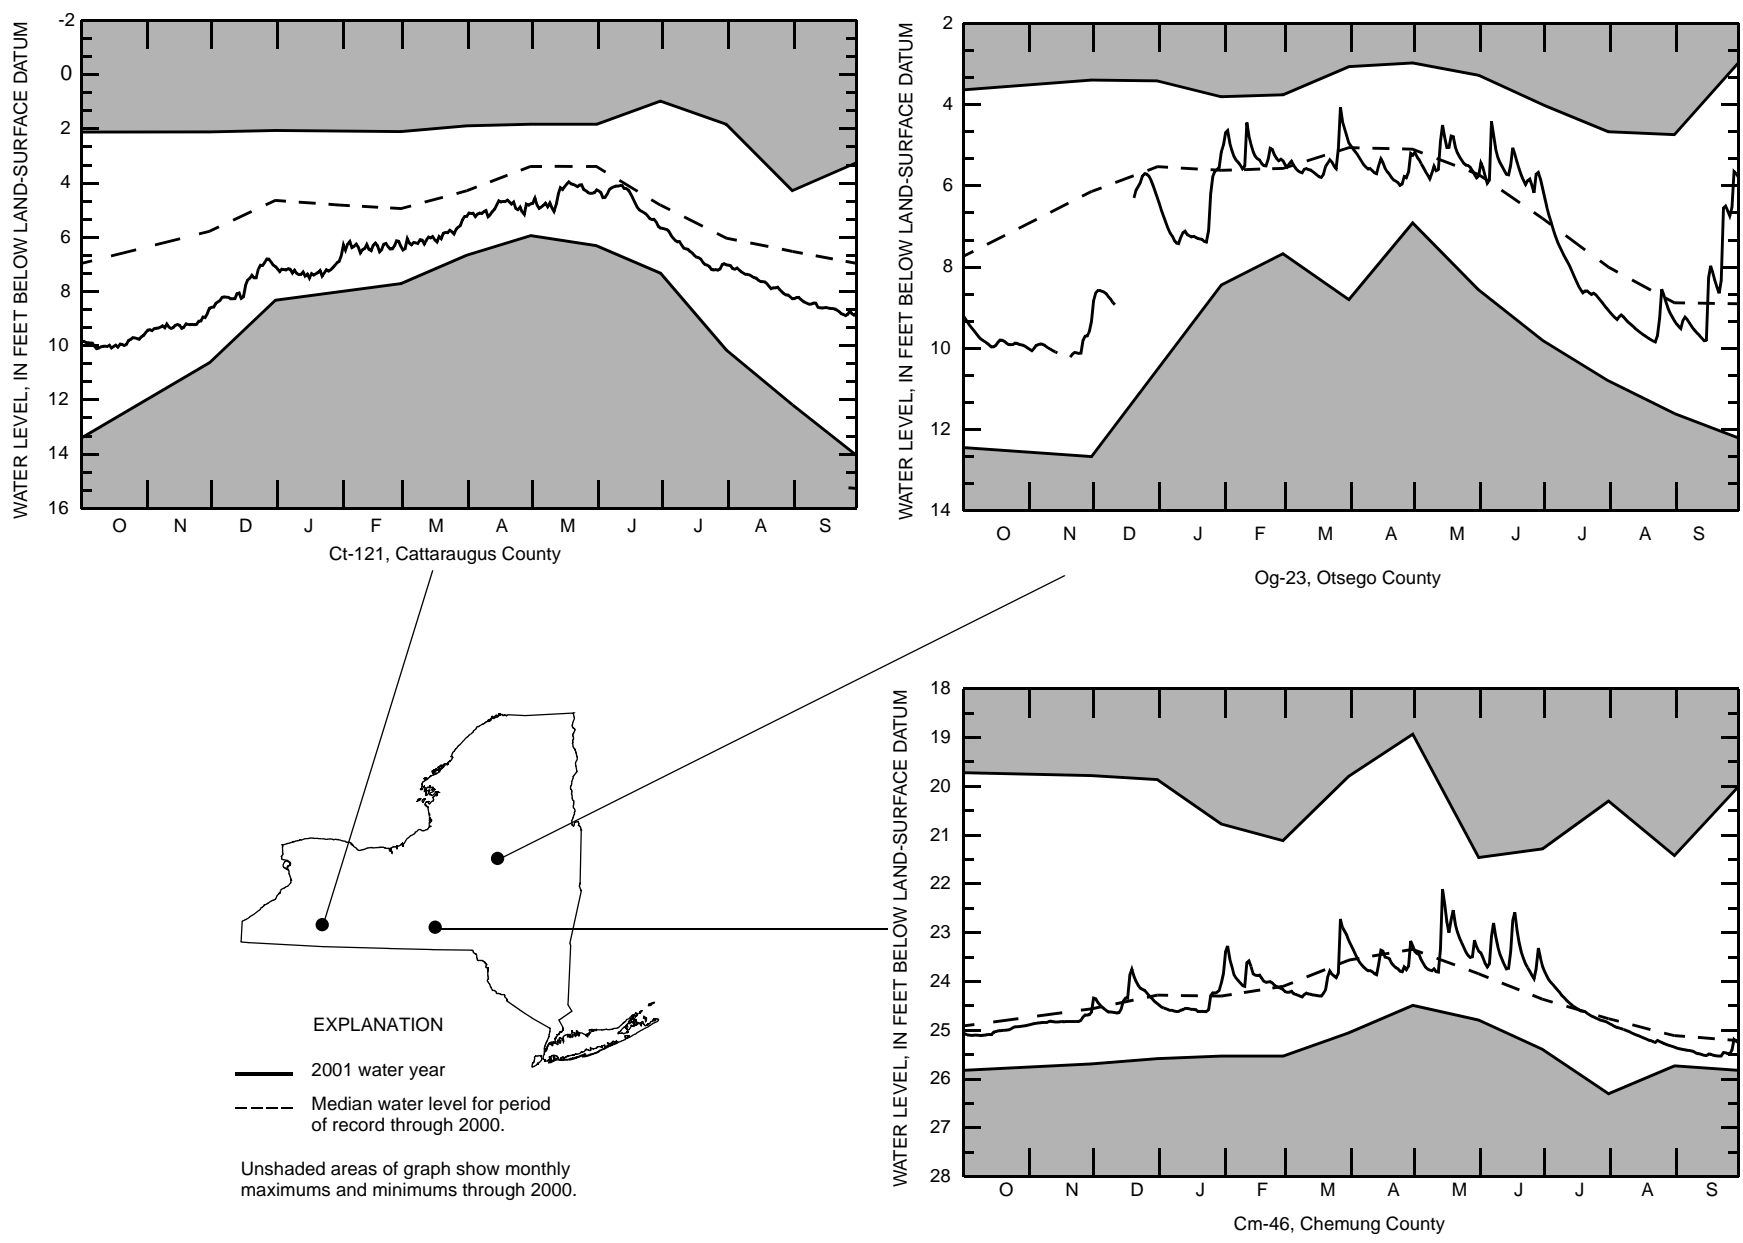 WATER LEVEL, IN FEET BELOW LAND-SURFACE DATUM
-2
0
2
4
6
8
10
12
14
16
O N D J F M A M J J A S
Ct-121, Cattaraugus County
WATER LEVEL, IN FEET BELOW LAND-SURFACE DATUM
2
4
6
8
10
12
14
O N D J F M A M J J A S
Og-23, Otsego County
WATER LEVEL, IN FEET BELOW LAND-SURFACE DATUM
18
19
20
21
22
23
24
25
26
27
28
O N D J F M A M J J A S
Cm-46, Chemung County
EXPLANATION
2001 water year
Median water level for period
of record through 2000.
Unshaded areas of graph show monthly
maximums and minimums through 2000.